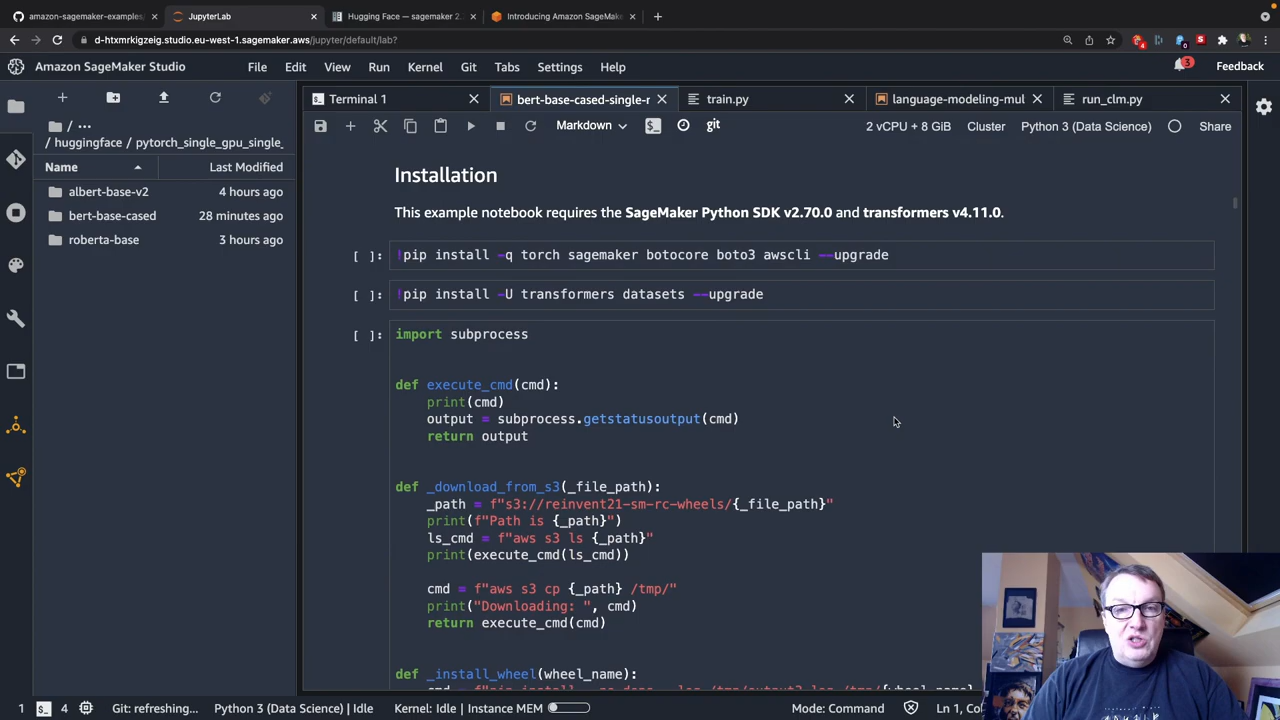 amazon-sagemaker-examples/
JupyterLab
Hugging Face — sagemaker 2.
Introducing Amazon SageMake
d-htxmrkigzeig.studio.eu-west-1.sagemaker.aws/jupyter/default/lab?
Amazon SageMaker Studio
File Edit View Run Kernel Git Tabs Settings Help
3
Feedback
Terminal 1
bert-base-cased-single-r
train.py
language-modeling-mul
run_clm.py
Markdown
git
2 vCPU + 8 GiB
Cluster
Python 3 (Data Science)
Share
/ ···
/ huggingface / pytorch_single_gpu_single_
Name
Last Modified
albert-base-v2 4 hours ago
bert-base-cased 28 minutes ago
roberta-base 3 hours ago
Installation
This example notebook requires the SageMaker Python SDK v2.70.0 and transformers v4.11.0.
[ ]: !pip install -q torch sagemaker botocore boto3 awscli --upgrade
[ ]: !pip install -U transformers datasets --upgrade
[ ]: import subprocess
def execute_cmd(cmd):
print(cmd)
output = subprocess.getstatusoutput(cmd)
return output
def _download_from_s3(_file_path):
_path = f"s3://reinvent21-sm-rc-wheels/{_file_path}"
print(f"Path is {_path}")
ls_cmd = f"aws s3 ls {_path}"
print(execute_cmd(ls_cmd))
cmd = f"aws s3 cp {_path} /tmp/"
print("Downloading: ", cmd)
return execute_cmd(cmd)
def _install_wheel(wheel_name):
1
4
Git: refreshing...
Python 3 (Data Science) | Idle
Kernel: Idle | Instance MEM
Mode: Command
Ln 1, Co